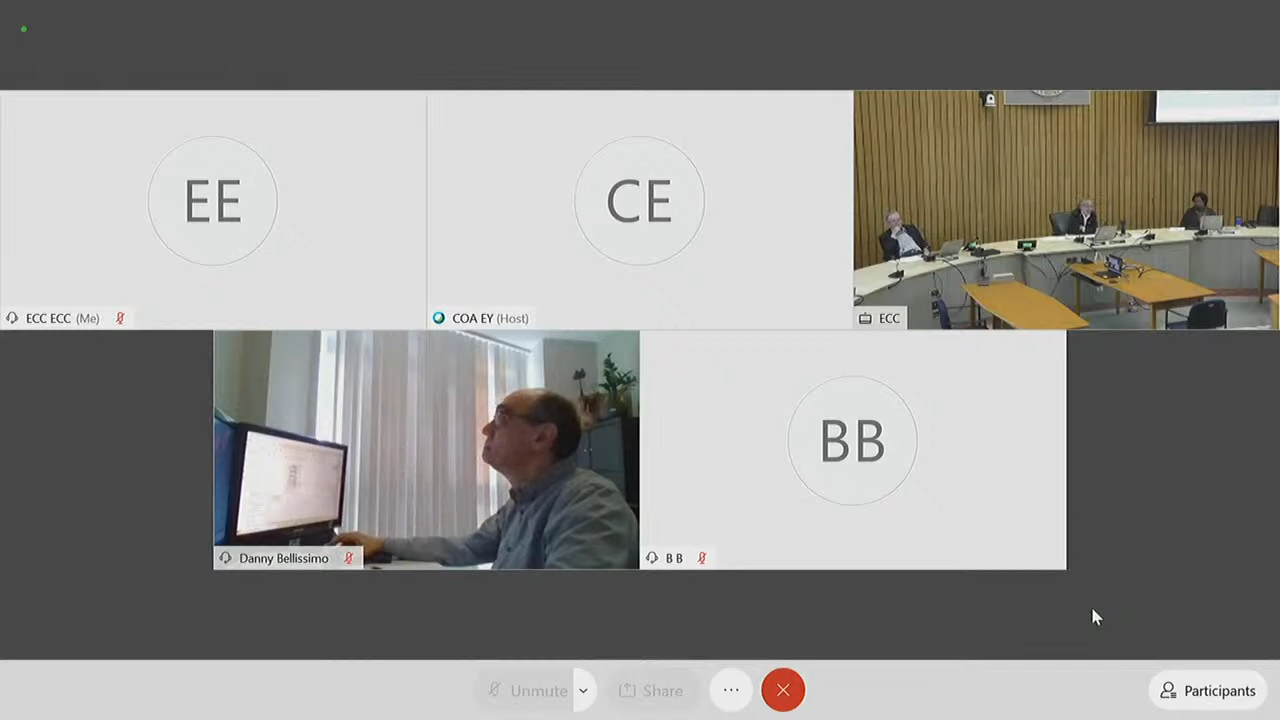 EE
CE
ECC ECC (Me)
COA EY (Host)
ECC
BB
Danny Bellissimo
B B
Unmute
Share
Participants